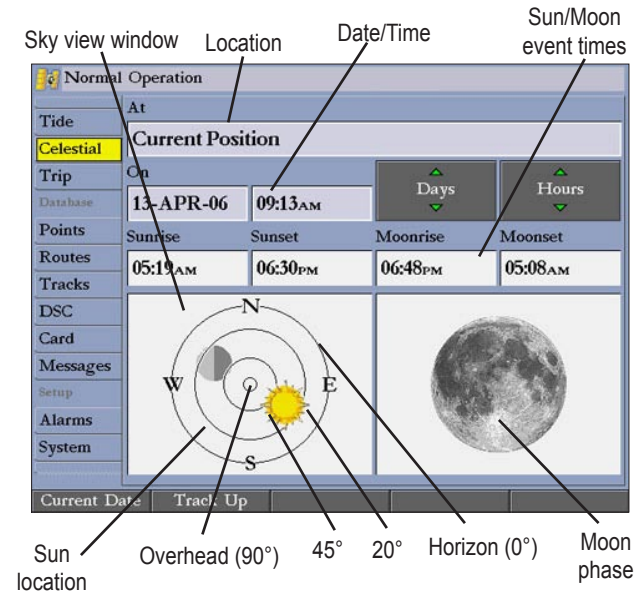 Sky view window
Location
Date/Time
Sun/Moon
event times
Normal Operation
At
Current Position
On
13-APR-06
09:13AM
Days
Hours
Sunrise
Sunset
Moonrise
Moonset
05:19AM
06:30PM
06:48PM
05:08AM
Tide
Celestial
Trip
Database
Points
Routes
Tracks
DSC
Card
Messages
Setup
Alarms
System
N
W
E
S
Current Date
Track Up
Sun
location
Overhead (90°)
45°
20°
Horizon (0°)
Moon
phase